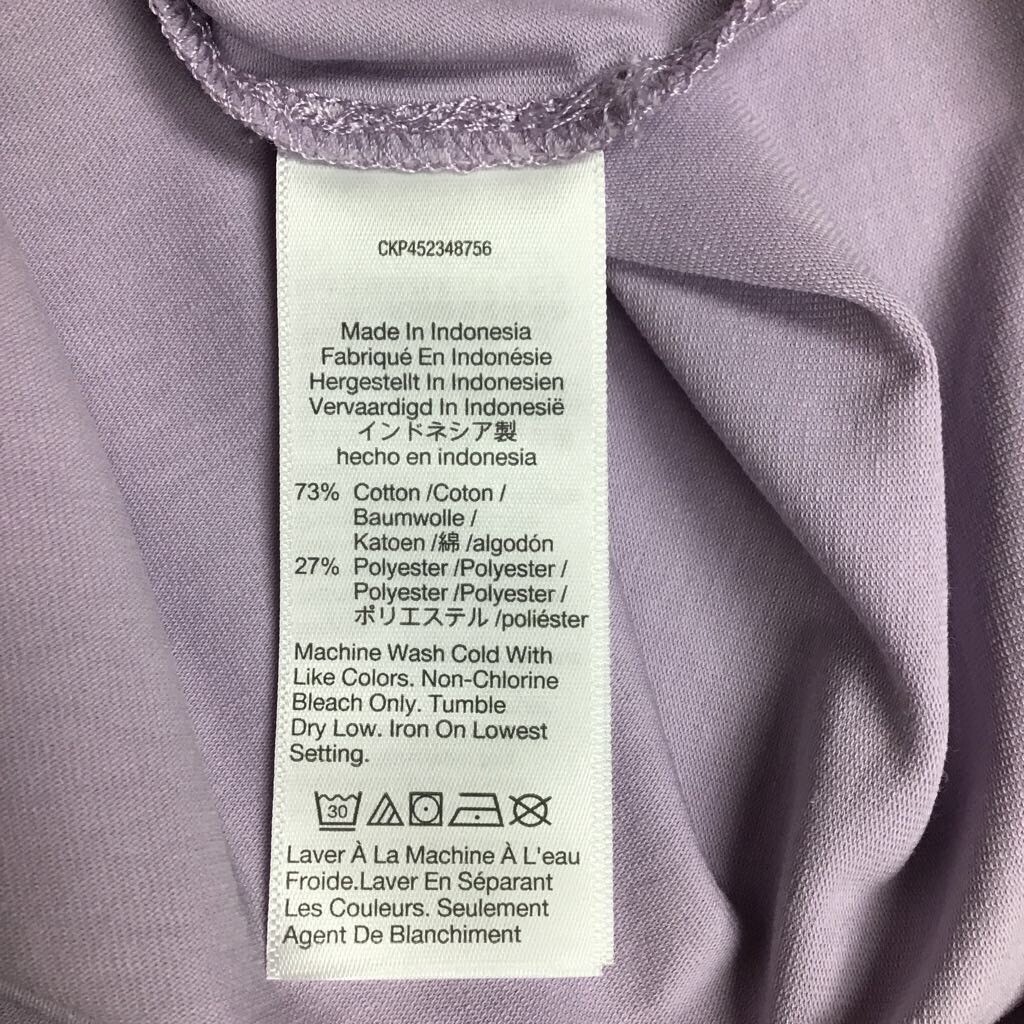 CKP452348756
Made In Indonesia
Fabriqué En Indonésie
Hergestellt In Indonesien
Vervaardigd In Indonesië
インドネシア製
hecho en indonesia
73% Cotton /Coton /
Baumwolle /
Katoen /綿 /algodón
27% Polyester /Polyester /
Polyester /Polyester /
ポリエステル /poliéster
Machine Wash Cold With
Like Colors. Non-Chlorine
Bleach Only. Tumble
Dry Low. Iron On Lowest
Setting.
30
Laver À La Machine À L'eau
Froide.Laver En Séparant
Les Couleurs. Seulement
Agent De Blanchiment